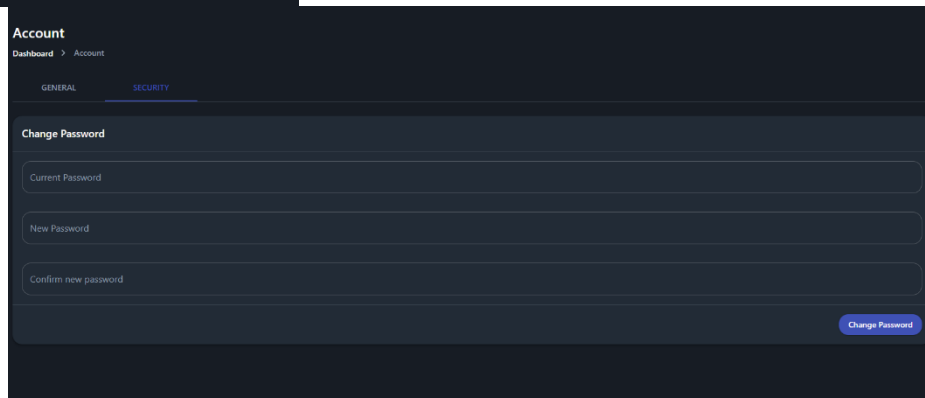 Account
Dashboard > Account
GENERAL SECURITY
Change Password
Current Password
New Password
Confirm new password
Change Password